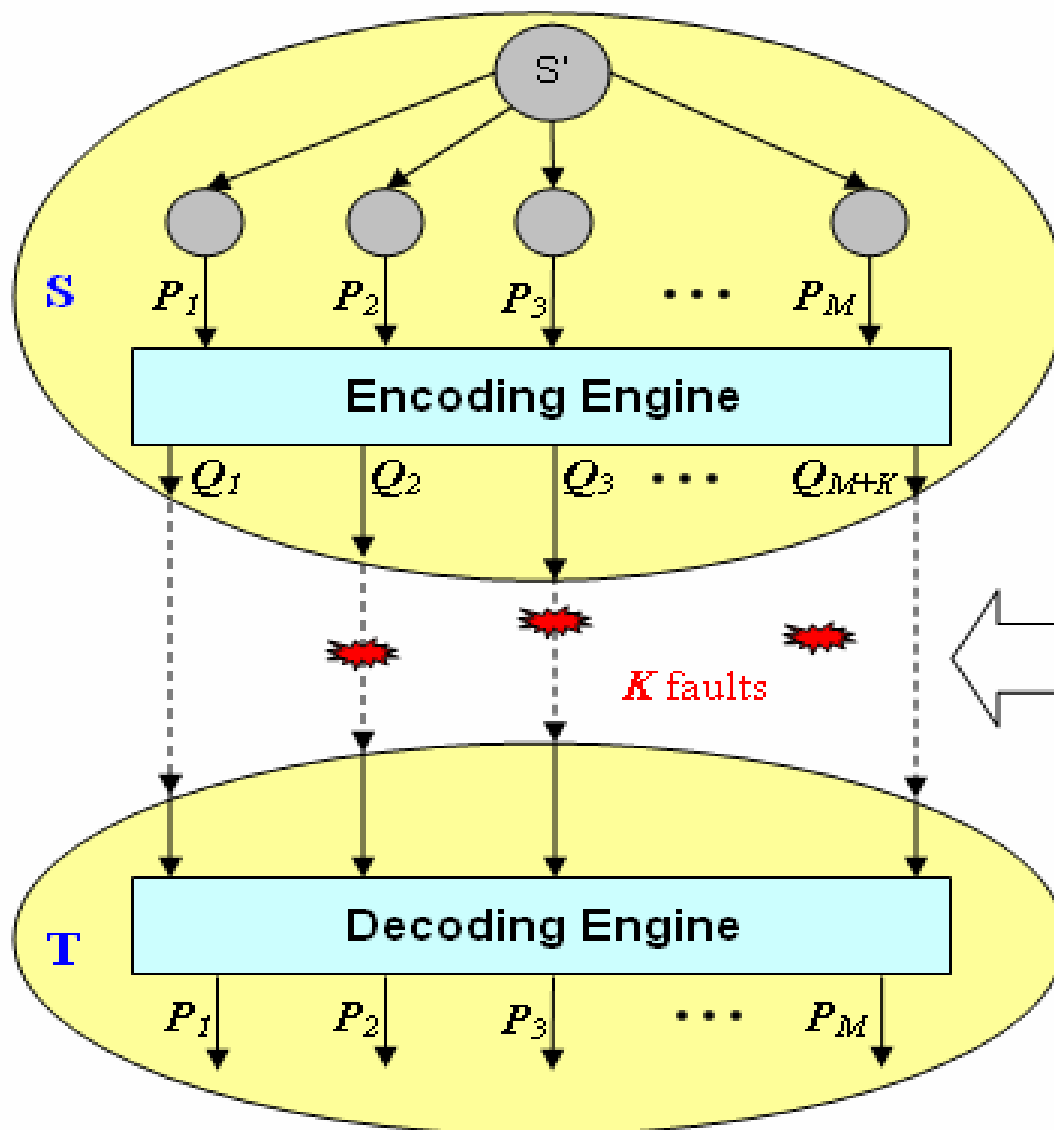 S'
S
P1 P2 P3 ... PM
Encoding Engine
Q1 Q2 Q3 ... QM+K
K faults
Decoding Engine
T
P1 P2 P3 ... PM